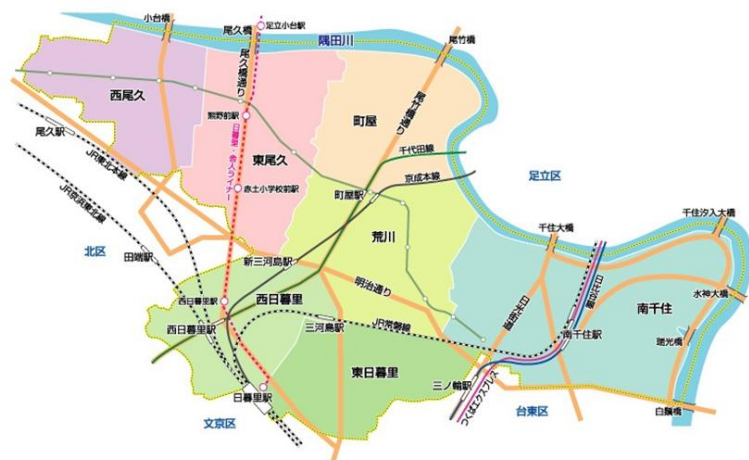 小台橋
尾久橋
足立小台駅
隅田川
尾竹橋
尾久橋通り
西尾久
熊野前駅
町屋
尾竹橋通り
尾久駅
JR東北本線
東尾久
日暮里・舎人ライナー
千代田線
京成本線
足立区
JR京浜東北線
赤土小学校前駅
町屋駅
千住汐入大橋
千住大橋
北区
田端駅
新三河島駅
荒川
明治通り
日光街道
日比谷線
南千住
水神大橋
西日暮里駅
西日暮里
西日暮里駅
三河島駅
JR常磐線
南千住駅
瑞光橋
東日暮里
三ノ輪駅
つくばエクスプレス
台東区
日暮里駅
白鬚橋
文京区